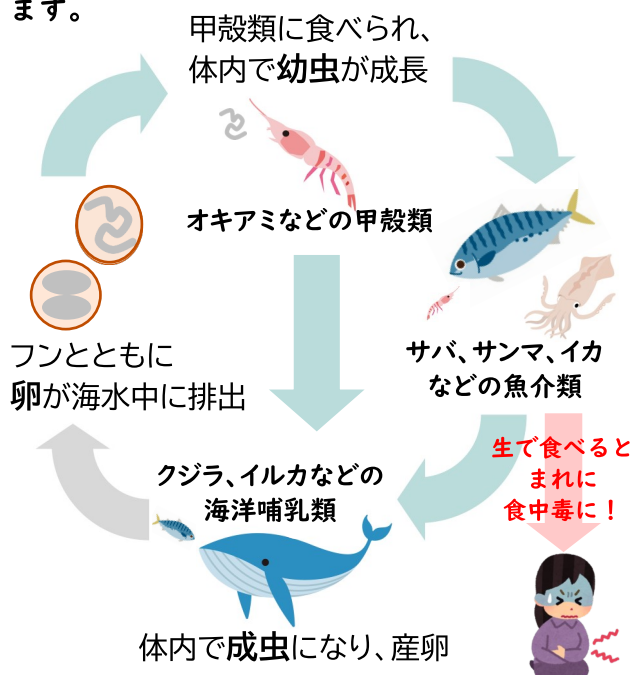 ます。
甲殻類に食べられ、
体内で幼虫が成長
オキアミなどの甲殻類
サバ、サンマ、イカ
などの魚介類
フンとともに
卵が海水中に排出
生で食べると
まれに
食中毒に！
クジラ、イルカなどの
海洋哺乳類
体内で成虫になり、産卵